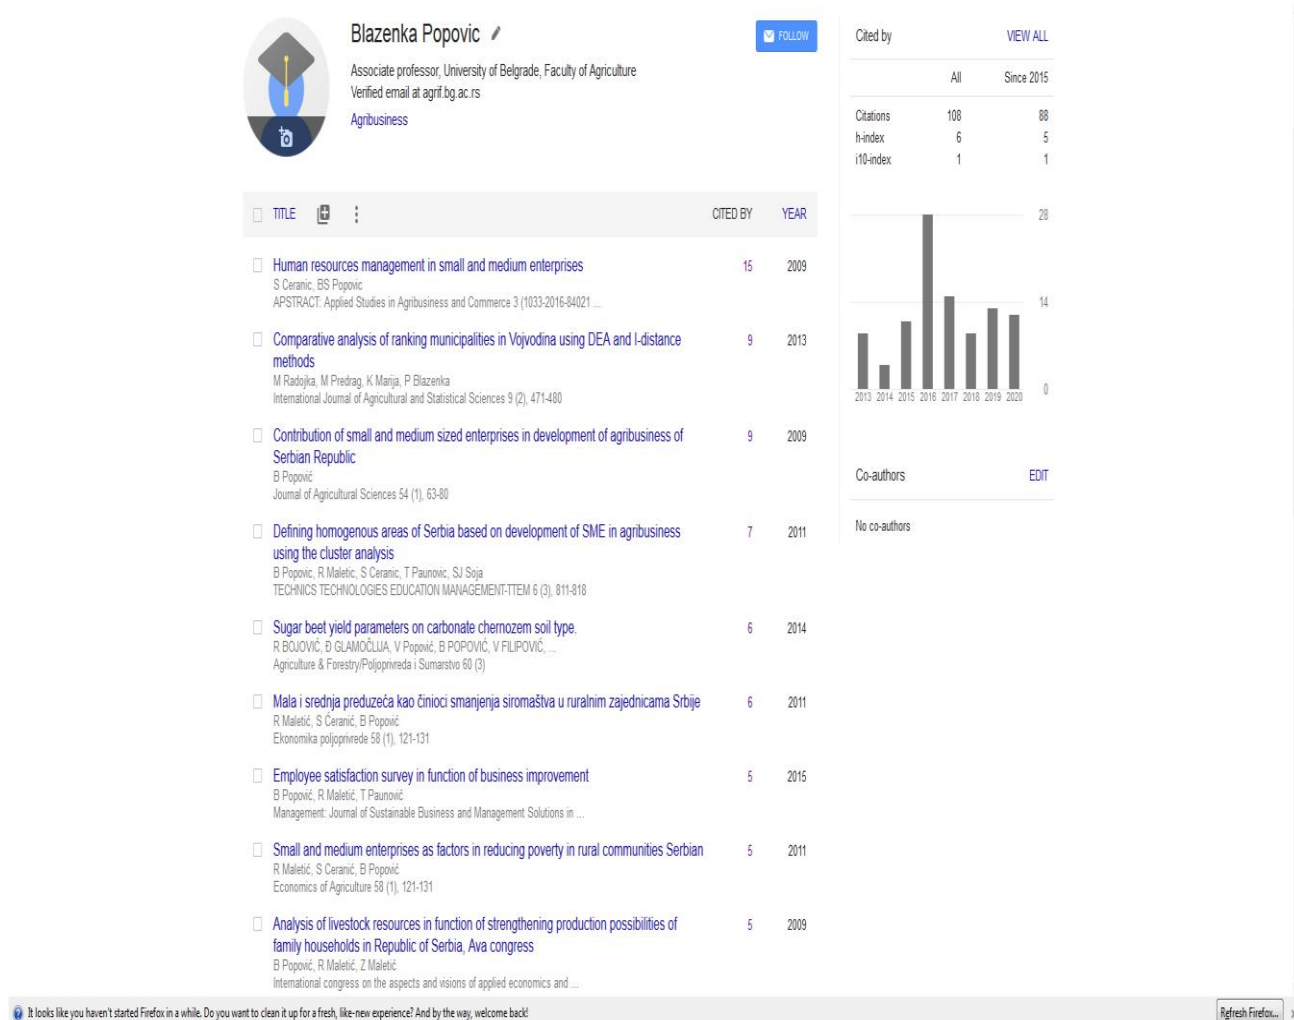 Blazenka Popovic
FOLLOW
Associate professor, University of Belgrade, Faculty of Agriculture
Verified email at agrif.bg.ac.rs
Agribusiness
TITLE CITED BY YEAR
Human resources management in small and medium enterprises 15 2009
S Ceranic, BS Popovic
APSTRACT: Applied Studies in Agribusiness and Commerce 3 (1033-2016-84021 ...
Comparative analysis of ranking municipalities in Vojvodina using DEA and I-distance 9 2013
methods
M Radojka, M Predrag, K Marija, P Blazenka
International Journal of Agricultural and Statistical Sciences 9 (2), 471-480
Contribution of small and medium sized enterprises in development of agribusiness of 9 2009
Serbian Republic
B Popović
Journal of Agricultural Sciences 54 (1), 63-80
Defining homogenous areas of Serbia based on development of SME in agribusiness 7 2011
using the cluster analysis
B Popovic, R Maletic, S Ceranic, T Paunovic, SJ Soja
TECHNICS TECHNOLOGIES EDUCATION MANAGEMENT-TTEM 6 (3), 811-818
Sugar beet yield parameters on carbonate chernozem soil type. 6 2014
R BOJOVIĆ, Đ GLAMOČLIJA, V Popović, B POPOVIĆ, V FILIPOVIĆ, ...
Agriculture & Forestry/Poljoprivreda i Sumarstvo 60 (3)
Mala i srednja preduzeća kao činioci smanjenja siromaštva u ruralnim zajednicama Srbije 6 2011
R Maletić, S Ćeranić, B Popović
Ekonomika poljoprivrede 58 (1), 121-131
Employee satisfaction survey in function of business improvement 5 2015
B Popović, R Maletić, T Paunović
Management: Journal of Sustainable Business and Management Solutions in ...
Small and medium enterprises as factors in reducing poverty in rural communities Serbian 5 2011
R Maletić, S Ceranić, B Popović
Economics of Agriculture 58 (1), 121-131
Analysis of livestock resources in function of strengthening production possibilities of 5 2009
family households in Republic of Serbia, Ava congress
B Popović, R Maletić, Z Maletić
International congress on the aspects and visions of applied economics and ...
Cited by VIEW ALL
All Since 2015
Citations 108 88
h-index 6 5
i10-index 1 1
28
14
0
2013 2014 2015 2016 2017 2018 2019 2020
Co-authors EDIT
No co-authors
It looks like you haven't started Firefox in a while. Do you want to clean it up for a fresh, like-new experience? And by the way, welcome back! Refresh Firefox... x